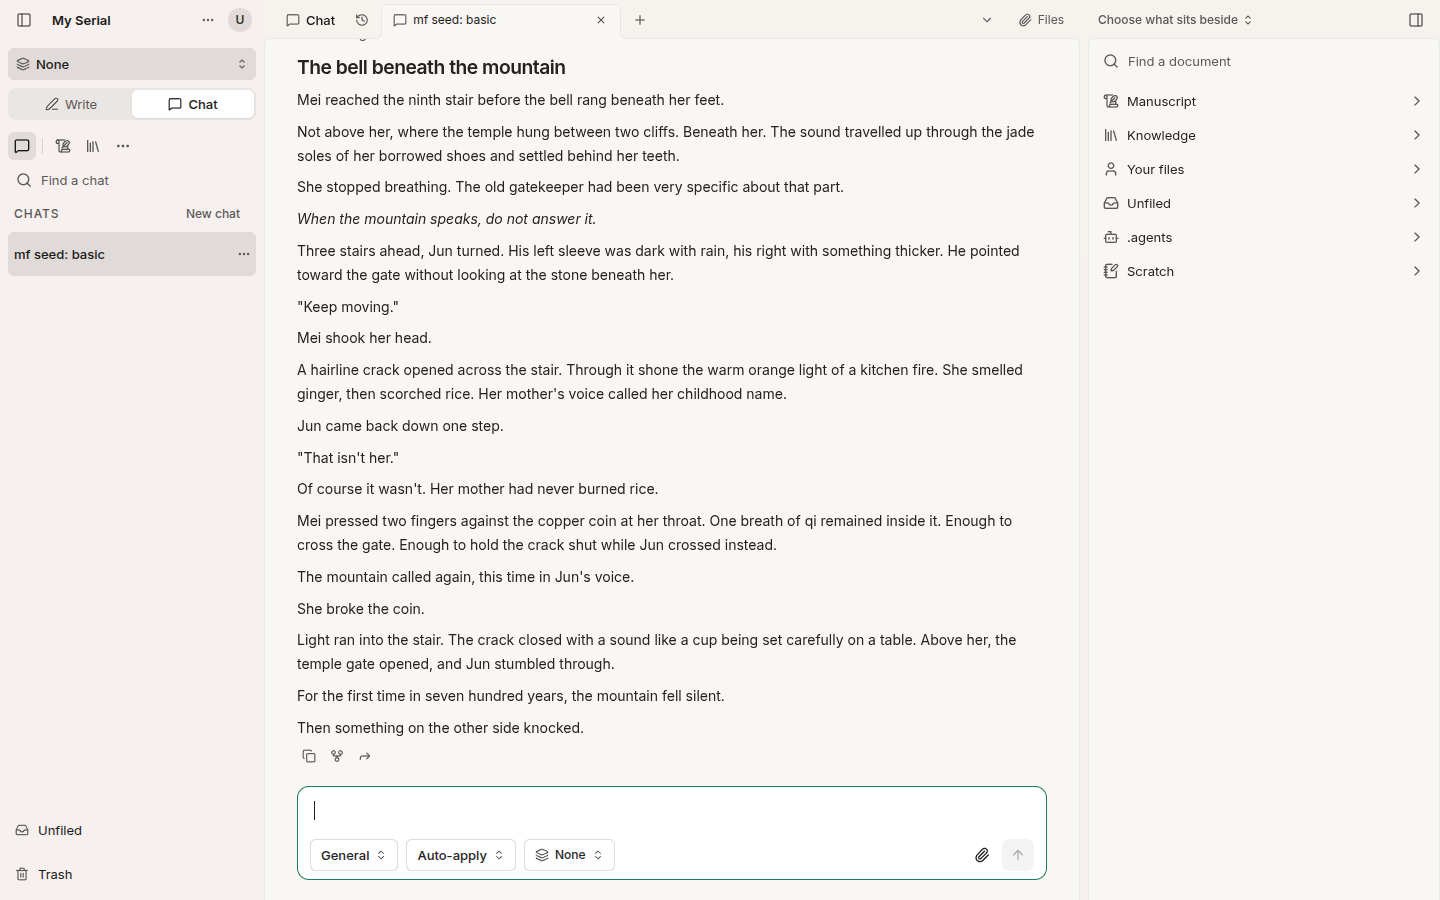 My Serial
U
None
Write
Chat
Find a chat
CHATS
New chat
mf seed: basic
Unfiled
Trash
Chat
mf seed: basic
Files
The bell beneath the mountain
Mei reached the ninth stair before the bell rang beneath her feet.
Not above her, where the temple hung between two cliffs. Beneath her. The sound travelled up through the jade
soles of her borrowed shoes and settled behind her teeth.
She stopped breathing. The old gatekeeper had been very specific about that part.
When the mountain speaks, do not answer it.
Three stairs ahead, Jun turned. His left sleeve was dark with rain, his right with something thicker. He pointed
toward the gate without looking at the stone beneath her.
"Keep moving."
Mei shook her head.
A hairline crack opened across the stair. Through it shone the warm orange light of a kitchen fire. She smelled
ginger, then scorched rice. Her mother's voice called her childhood name.
Jun came back down one step.
"That isn't her."
Of course it wasn't. Her mother had never burned rice.
Mei pressed two fingers against the copper coin at her throat. One breath of qi remained inside it. Enough to
cross the gate. Enough to hold the crack shut while Jun crossed instead.
The mountain called again, this time in Jun's voice.
She broke the coin.
Light ran into the stair. The crack closed with a sound like a cup being set carefully on a table. Above her, the
temple gate opened, and Jun stumbled through.
For the first time in seven hundred years, the mountain fell silent.
Then something on the other side knocked.
General
Auto-apply
None
Choose what sits beside
Find a document
Manuscript
Knowledge
Your files
Unfiled
.agents
Scratch